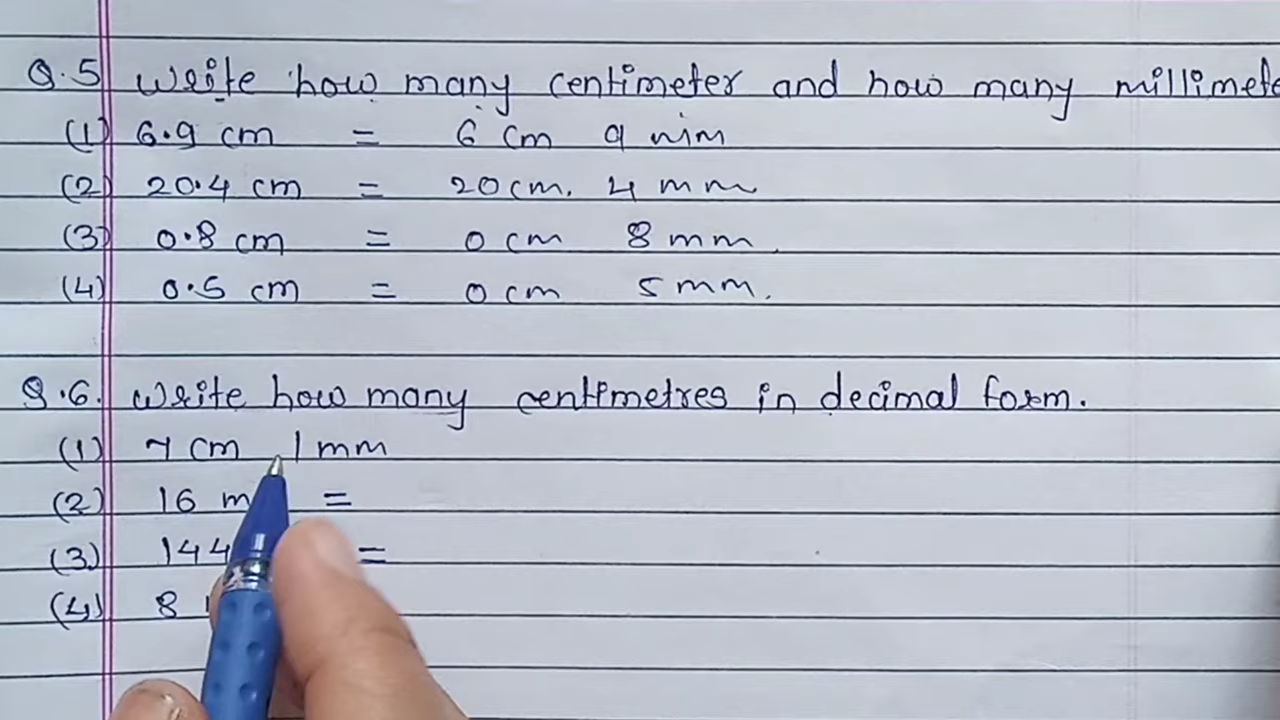 Q.5 Write how many centimeter and how many millimete
(1) 6.9 cm = 6 cm 9 mm
(2) 20.4 cm = 20 cm. 4 mm
(3) 0.8 cm = 0 cm 8 mm.
(4) 0.5 cm = 0 cm 5 mm.
Q.6. Write how many centimetres in decimal form.
(1) 7 cm 1 mm
(2) 16 m =
(3) 144 =
(4) 8